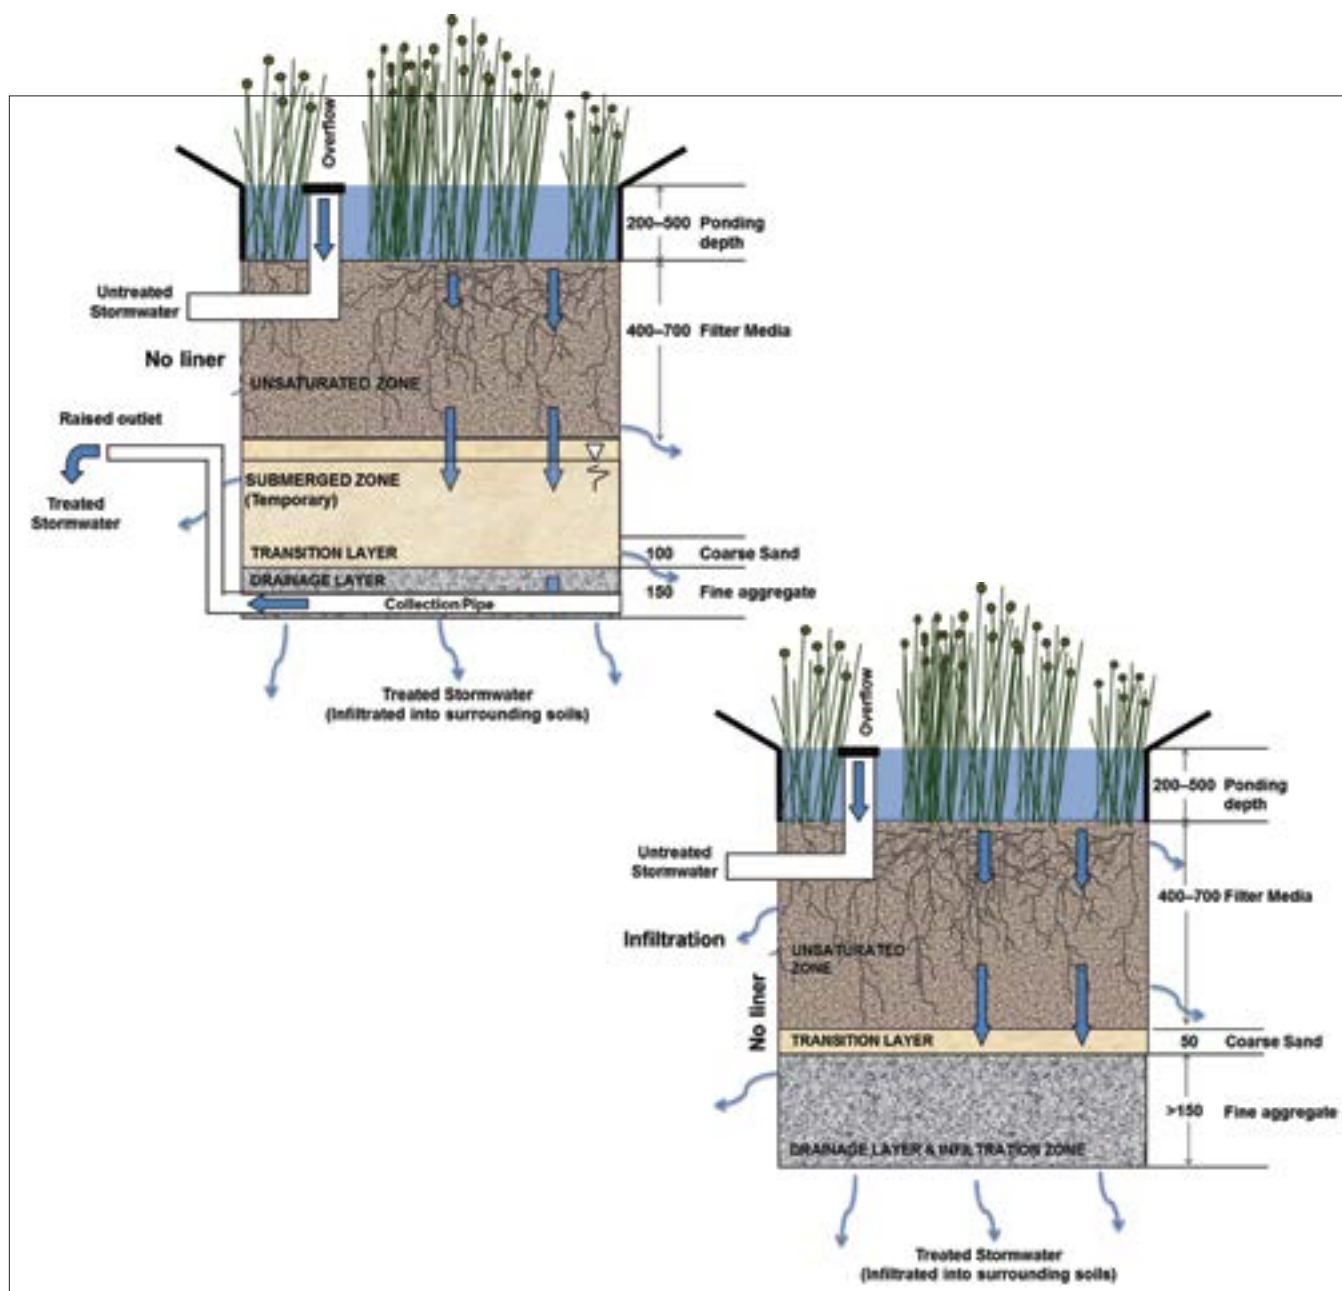 Overflow
200–500 Ponding
depth
Untreated
Stormwater
400–700 Filter Media
No liner
UNSATURATED ZONE
Raised outlet
SUBMERGED ZONE
(Temporary)
Treated
Stormwater
TRANSITION LAYER
100 Coarse Sand
DRAINAGE LAYER
150 Fine aggregate
Collection Pipe
Treated Stormwater
(Infiltrated into surrounding soils)
Overflow
200–500 Ponding
depth
Untreated
Stormwater
400–700 Filter Media
Infiltration
UNSATURATED
ZONE
No liner
TRANSITION LAYER
50 Coarse Sand
>150 Fine aggregate
DRAINAGE LAYER & INFILTRATION ZONE
Treated Stormwater
(Infiltrated into surrounding soils)